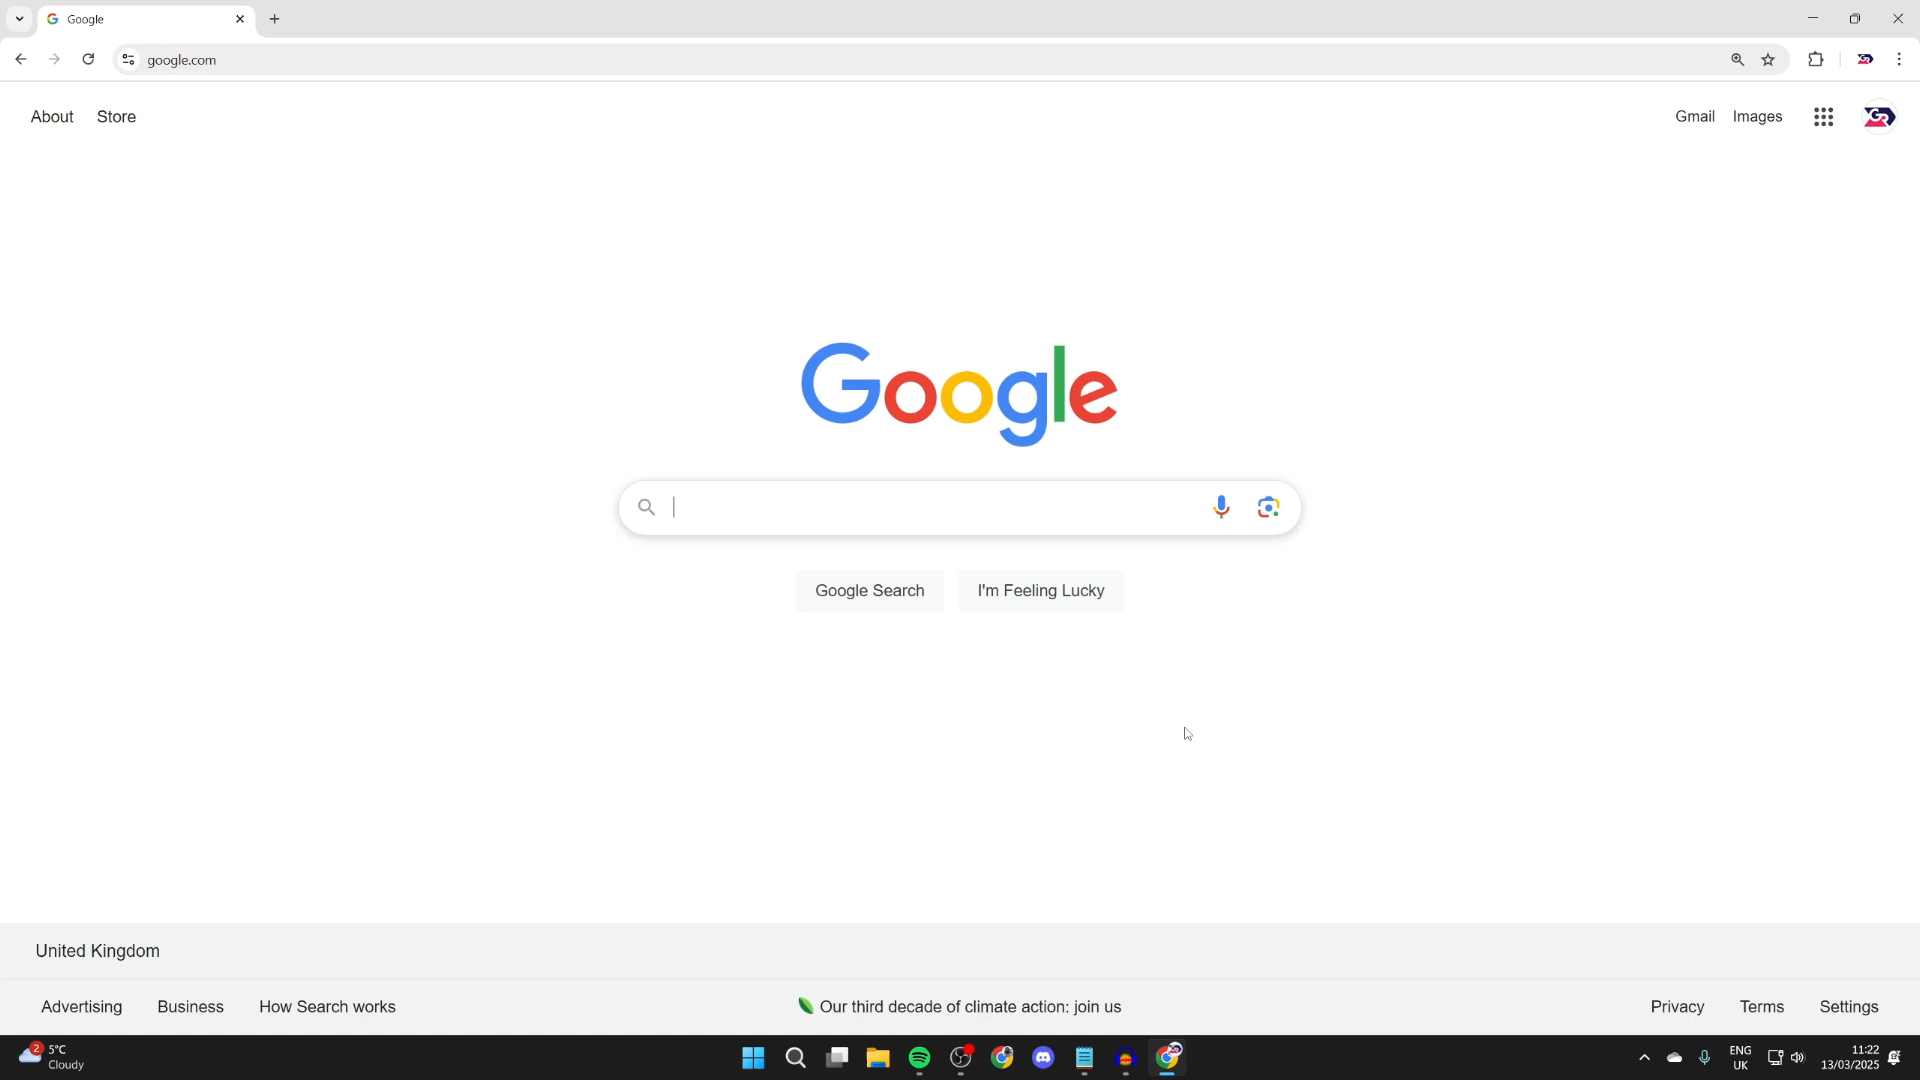 Google
google.com
About Store Gmail Images
GR
Google
Google Search I'm Feeling Lucky
United Kingdom
Advertising Business How Search works Our third decade of climate action: join us Privacy Terms Settings
2 5°C
Cloudy
ENG
UK
11:22
13/03/2025